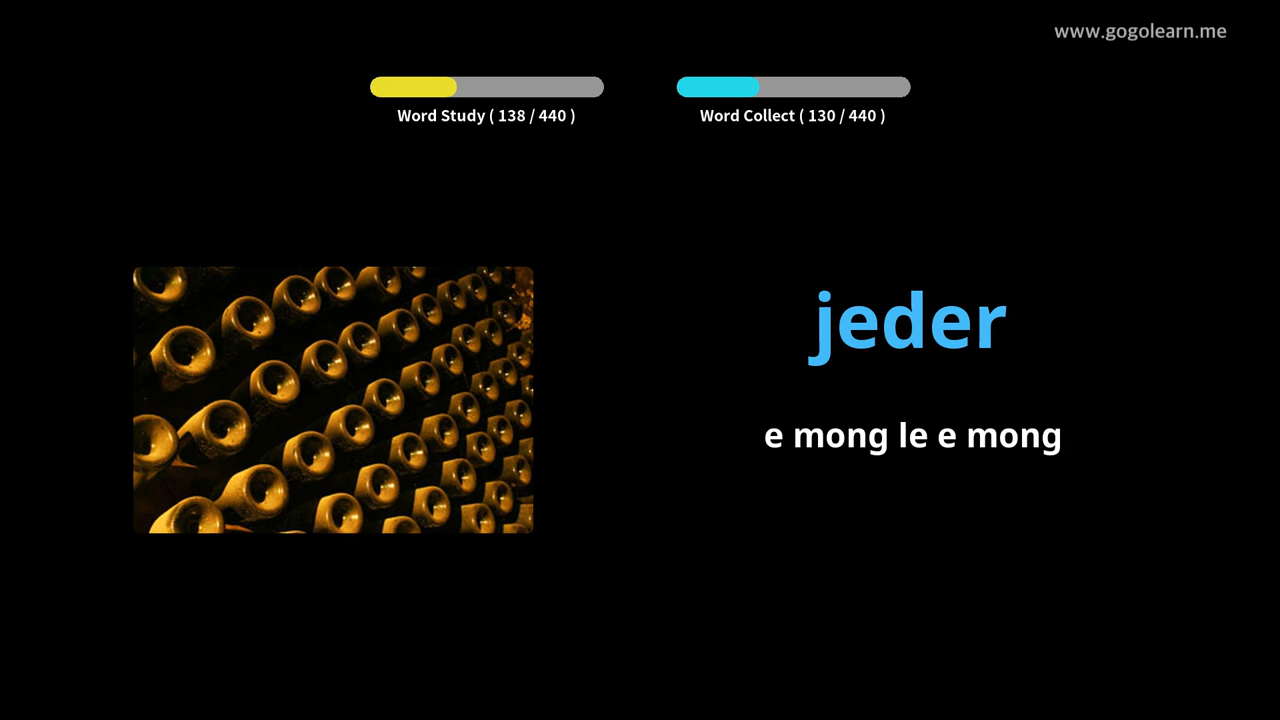 www.gogolearn.me
Word Study ( 138 / 440 )
Word Collect ( 130 / 440 )
jeder
e mong le e mong